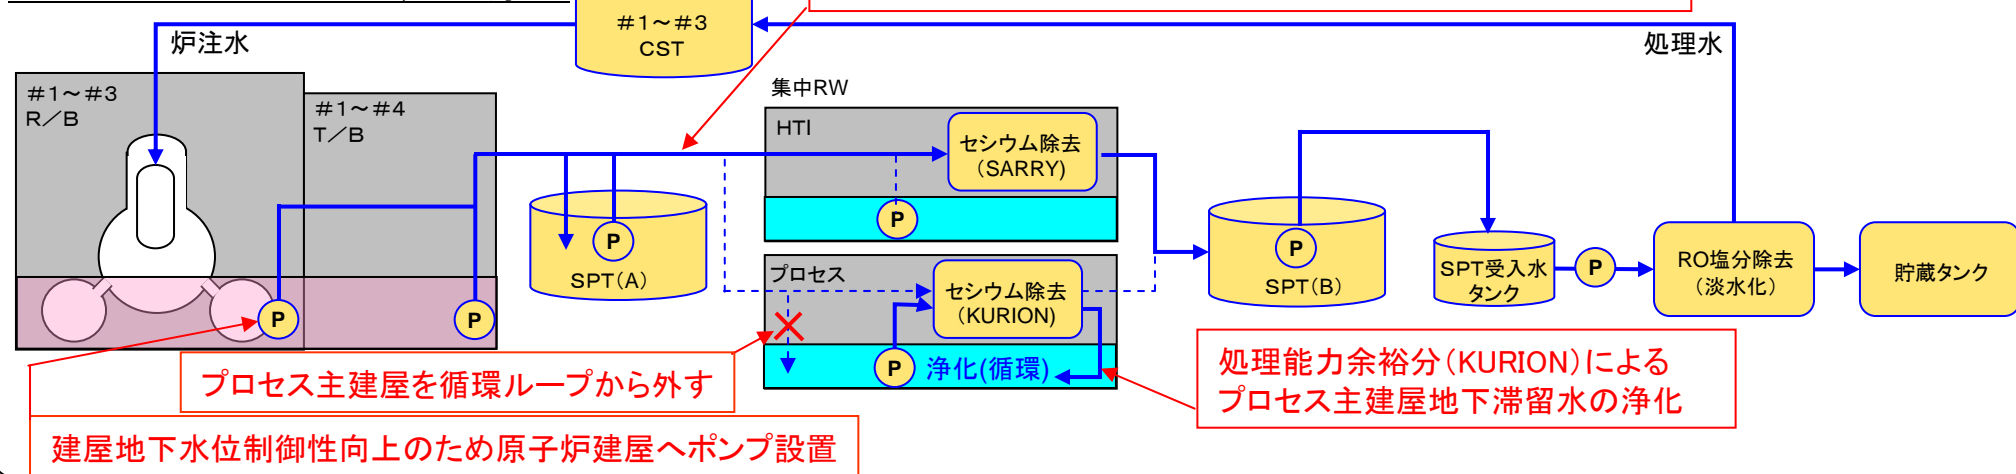 ＃１～＃３
CST
炉注水
処理水
＃１～＃３
R／B
＃１～＃４
T／B
集中RW
HTI
セシウム除去
（SARRY)
P
P
SPT(A)
P
P
プロセス
セシウム除去
（KURION)
P
浄化(循環)
P
SPT(B)
SPT受入水
タンク
P
RO塩分除去
（淡水化）
貯蔵タンク
プロセス主建屋を循環ループから外す
処理能力余裕分（KURION）による
プロセス主建屋地下滞留水の浄化
建屋地下水位制御性向上のため原子炉建屋へポンプ設置